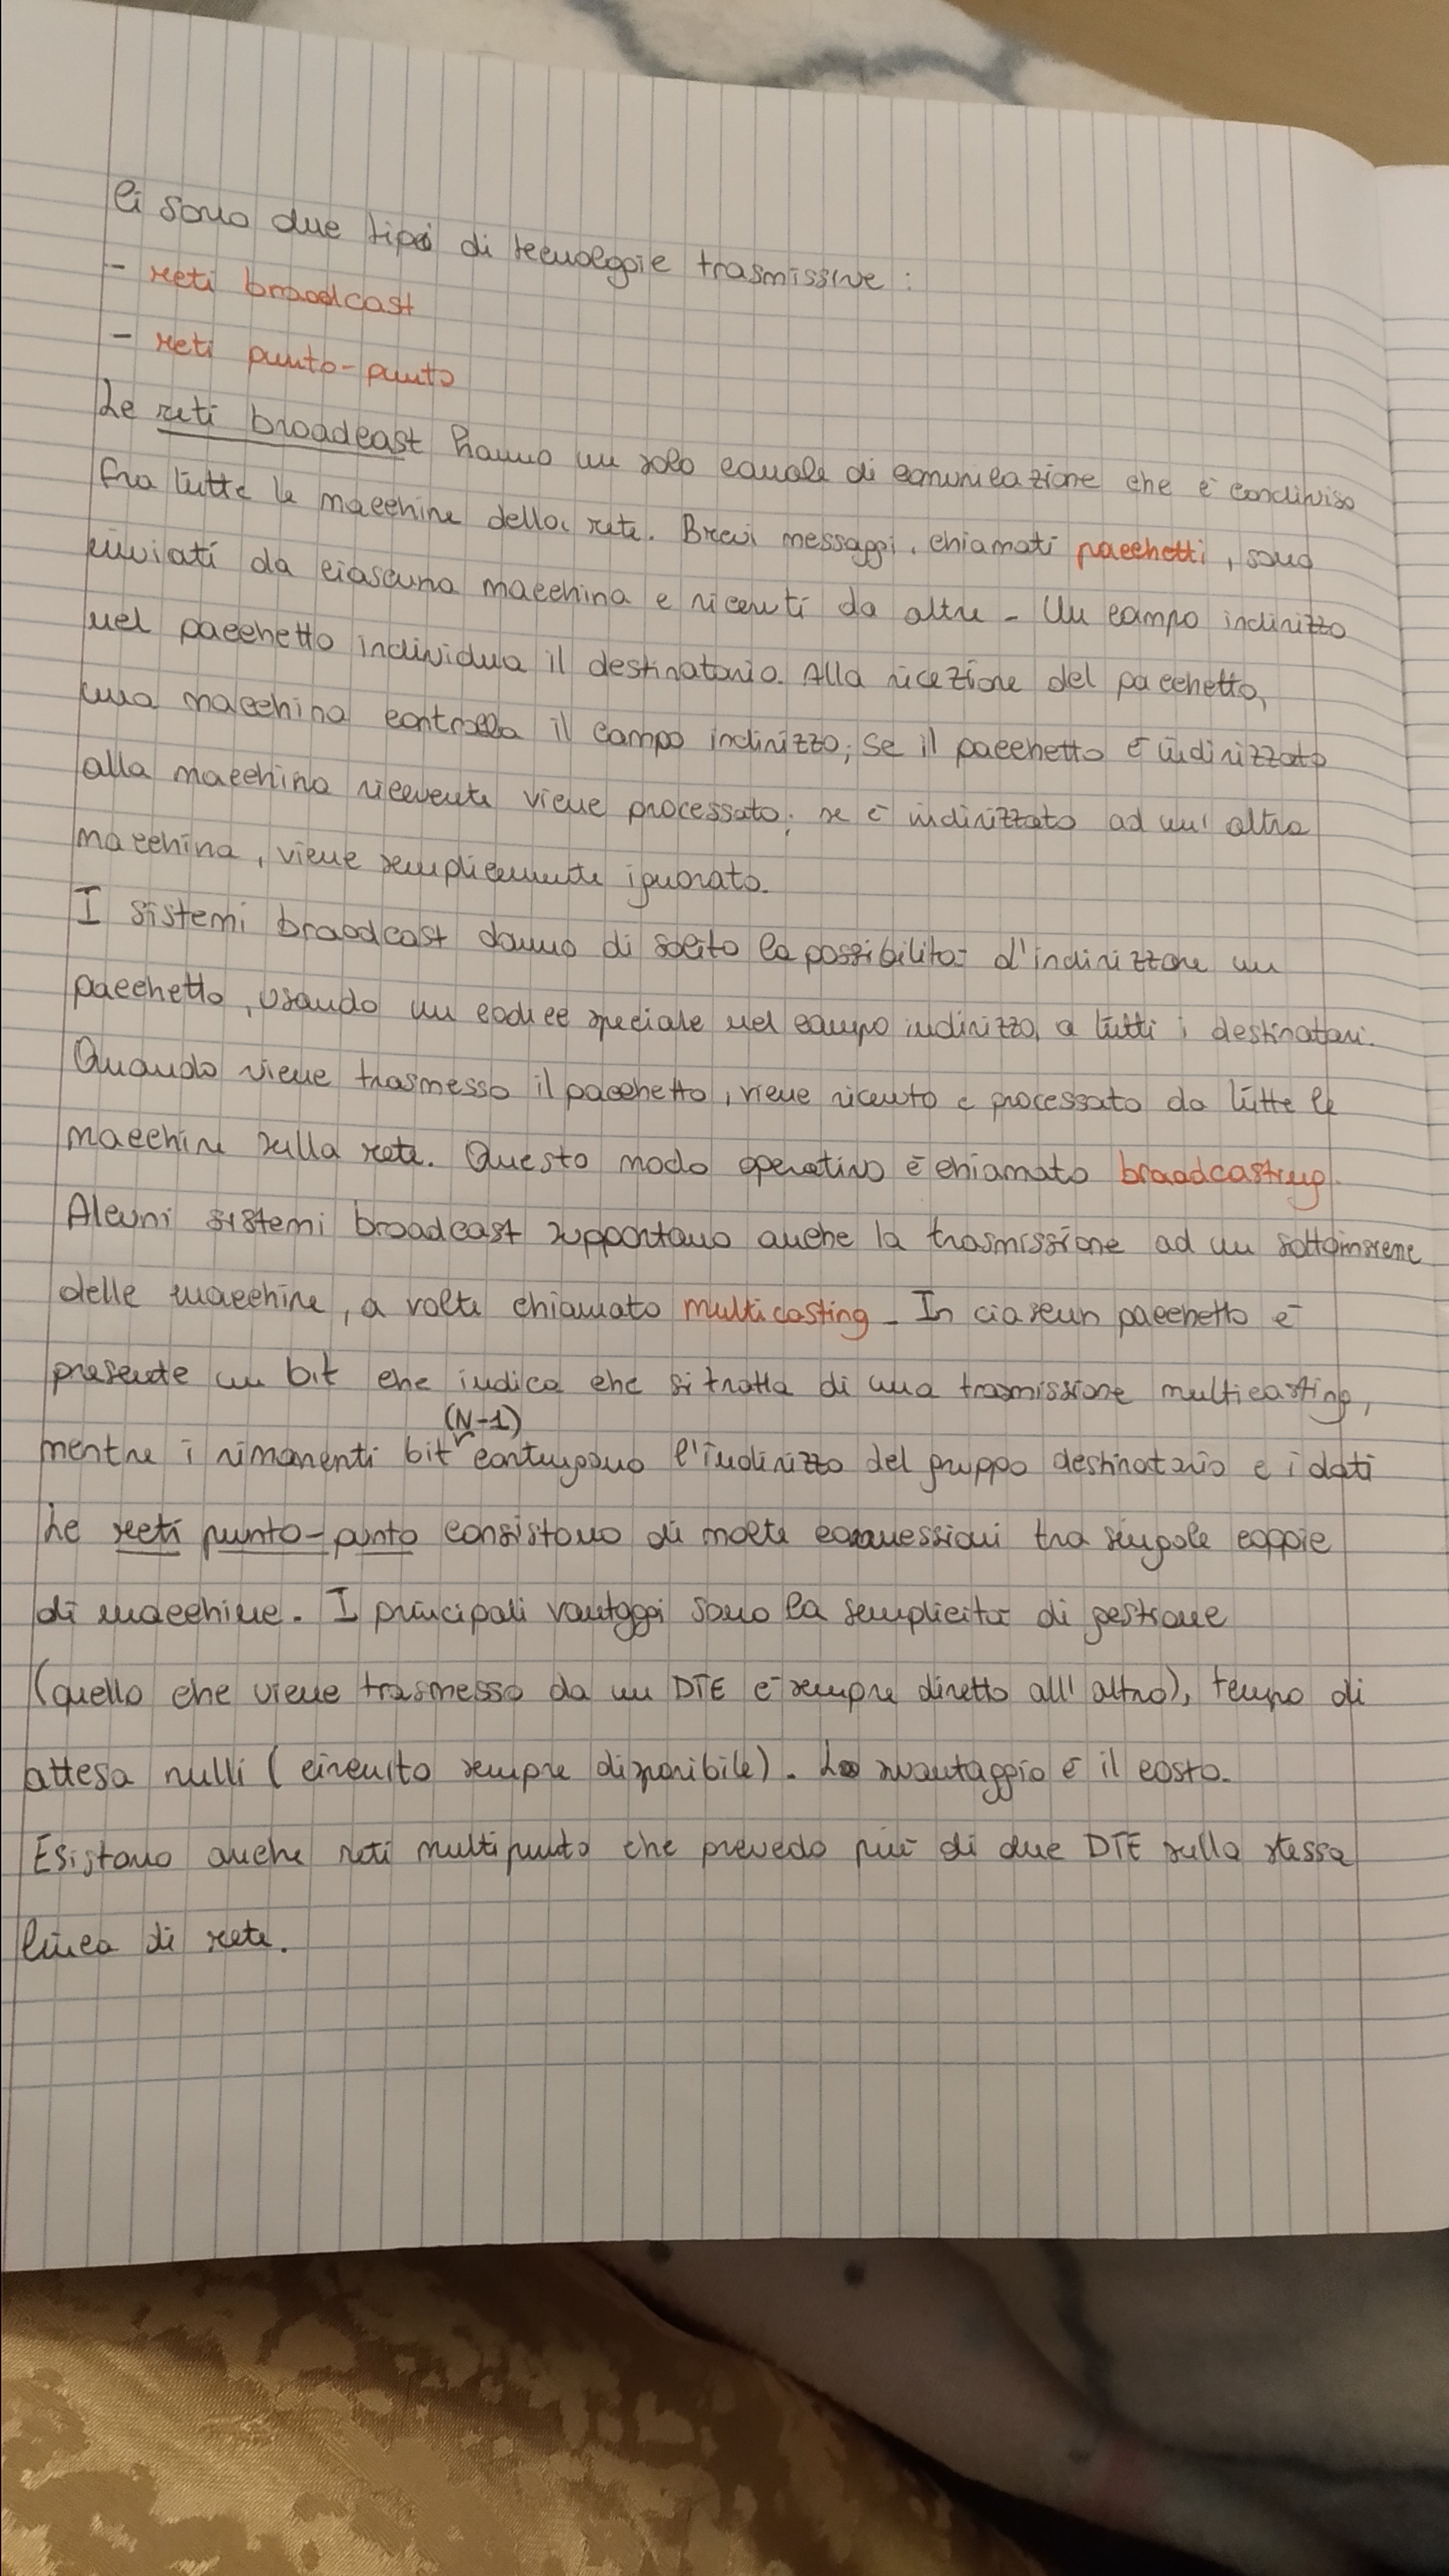 Ci sono due tipi di tecnologie trasmissive :
- reti broadcast
- reti punto-punto
Le reti broadcast hanno un solo canale di comunicazione che è condiviso
fra tutte le macchine della rete. Brevi messaggi, chiamati pacchetti, sono
inviati da ciascuna macchina e ricevuti da altre - Un campo indirizzo
nel pacchetto individua il destinatario. Alla ricezione del pacchetto,
una macchina controlla il campo indirizzo; Se il pacchetto è indirizzato
alla macchina ricevente viene processato; se è indirizzato ad un' altra
macchina, viene semplicemente ignorato.
I sistemi broadcast danno di solito la possibilità d'indirizzare un
pacchetto, usando un codice speciale nel campo indirizzo, a tutti i destinatari.
Quando viene trasmesso il pacchetto, viene ricevuto e processato da tutte le
macchine sulla rete. Questo modo operativo è chiamato broadcasting.
Alcuni sistemi broadcast supportano anche la trasmissione ad un sottoinsieme
delle macchine, a volte chiamato multicasting - In ciascun pacchetto è
presente un bit che indica che si tratta di una trasmissione multicasting,
mentre i rimanenti bit (N-1) contengono l'indirizzo del gruppo destinatario e i dati
Le reti punto-punto consistono di molte connessioni tra singole coppie
di macchine. I principali vantaggi sono la semplicità di gestione
(quello che viene trasmesso da un DTE è sempre diretto all' altro), tempo di
attesa nulli ( circuito sempre disponibile). Lo svantaggio è il costo.
Esistono anche reti multipunto che prevedo più di due DTE sulla stessa
linea di rete.